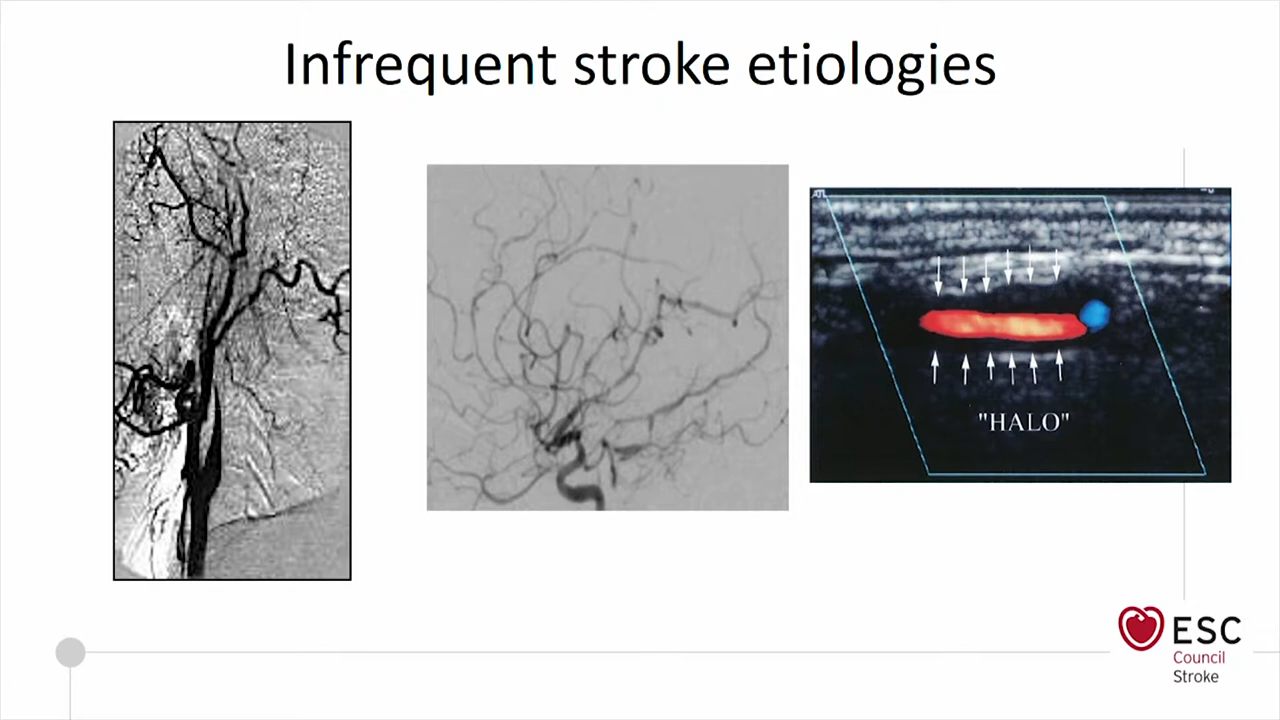 Infrequent stroke etiologies
"HALO"
ESC
Council
Stroke